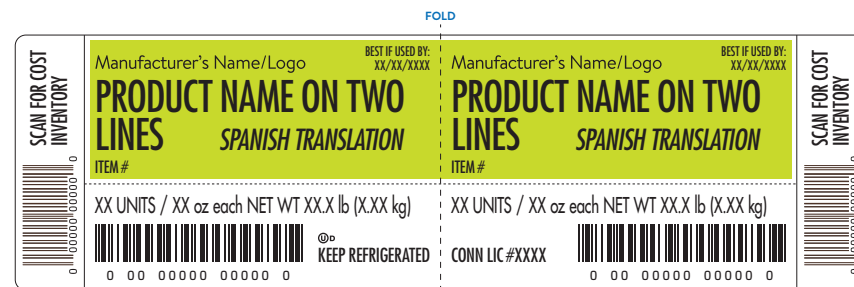 FOLD
SCAN FOR COST
INVENTORY
0 00000 00000 0
Manufacturer's Name/Logo
BEST IF USED BY:
XX/XX/XXXX
PRODUCT NAME ON TWO
LINES SPANISH TRANSLATION
ITEM #
XX UNITS / XX oz each NET WT XX.X lb (X.XX kg)
U D
KEEP REFRIGERATED
0 00 00000 00000 0
Manufacturer's Name/Logo
BEST IF USED BY:
XX/XX/XXXX
PRODUCT NAME ON TWO
LINES SPANISH TRANSLATION
ITEM #
XX UNITS / XX oz each NET WT XX.X lb (X.XX kg)
CONN LIC #XXXX
0 00 00000 00000 0
SCAN FOR COST
INVENTORY
0 00000 00000 0